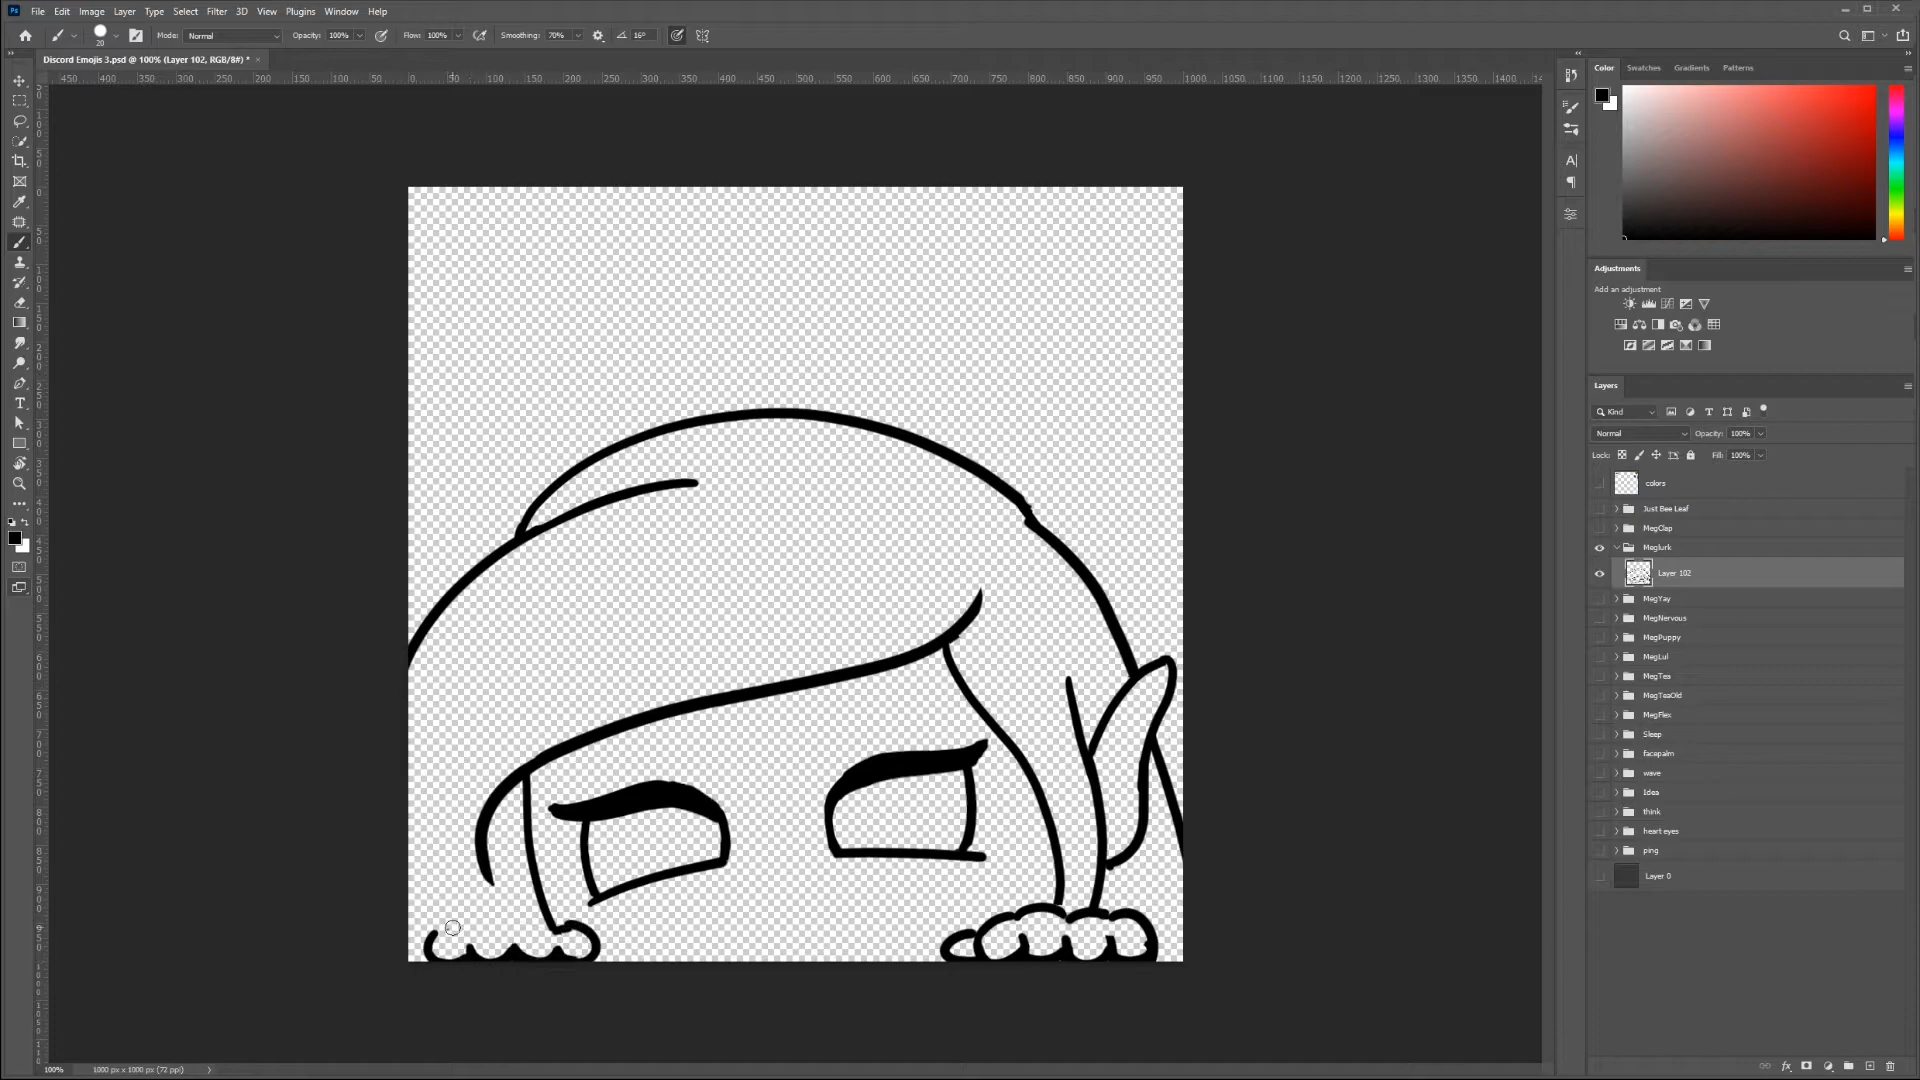 File Edit Image Layer Type Select Filter 3D View Plugins Window Help
20 Mode: Normal Opacity: 100% Flow: 100% Smoothing: 70% 16°
Discord Emojis 3.psd @ 100% (Layer 102, RGB/8#) *
450 400 350 300 250 200 150 100 50 0 50 100 150 200 250 300 350 400 450 500 550 600 650 700 750 800 850 900 950 1000 1050 1100 1150 1200 1250 1300 1350 1400
Color Swatches Gradients Patterns
Adjustments
Add an adjustment
Layers
Kind
Normal Opacity: 100%
Lock: Fill: 100%
colors
Just Bee Leaf
MegClap
Meglurk
Layer 102
MegYay
MegNervous
MegPuppy
MegLul
MegTea
MegTeaOld
MegFlex
Sleep
facepalm
wave
Idea
think
heart eyes
ping
Layer 0
100% 1000 px x 1000 px (72 ppi)